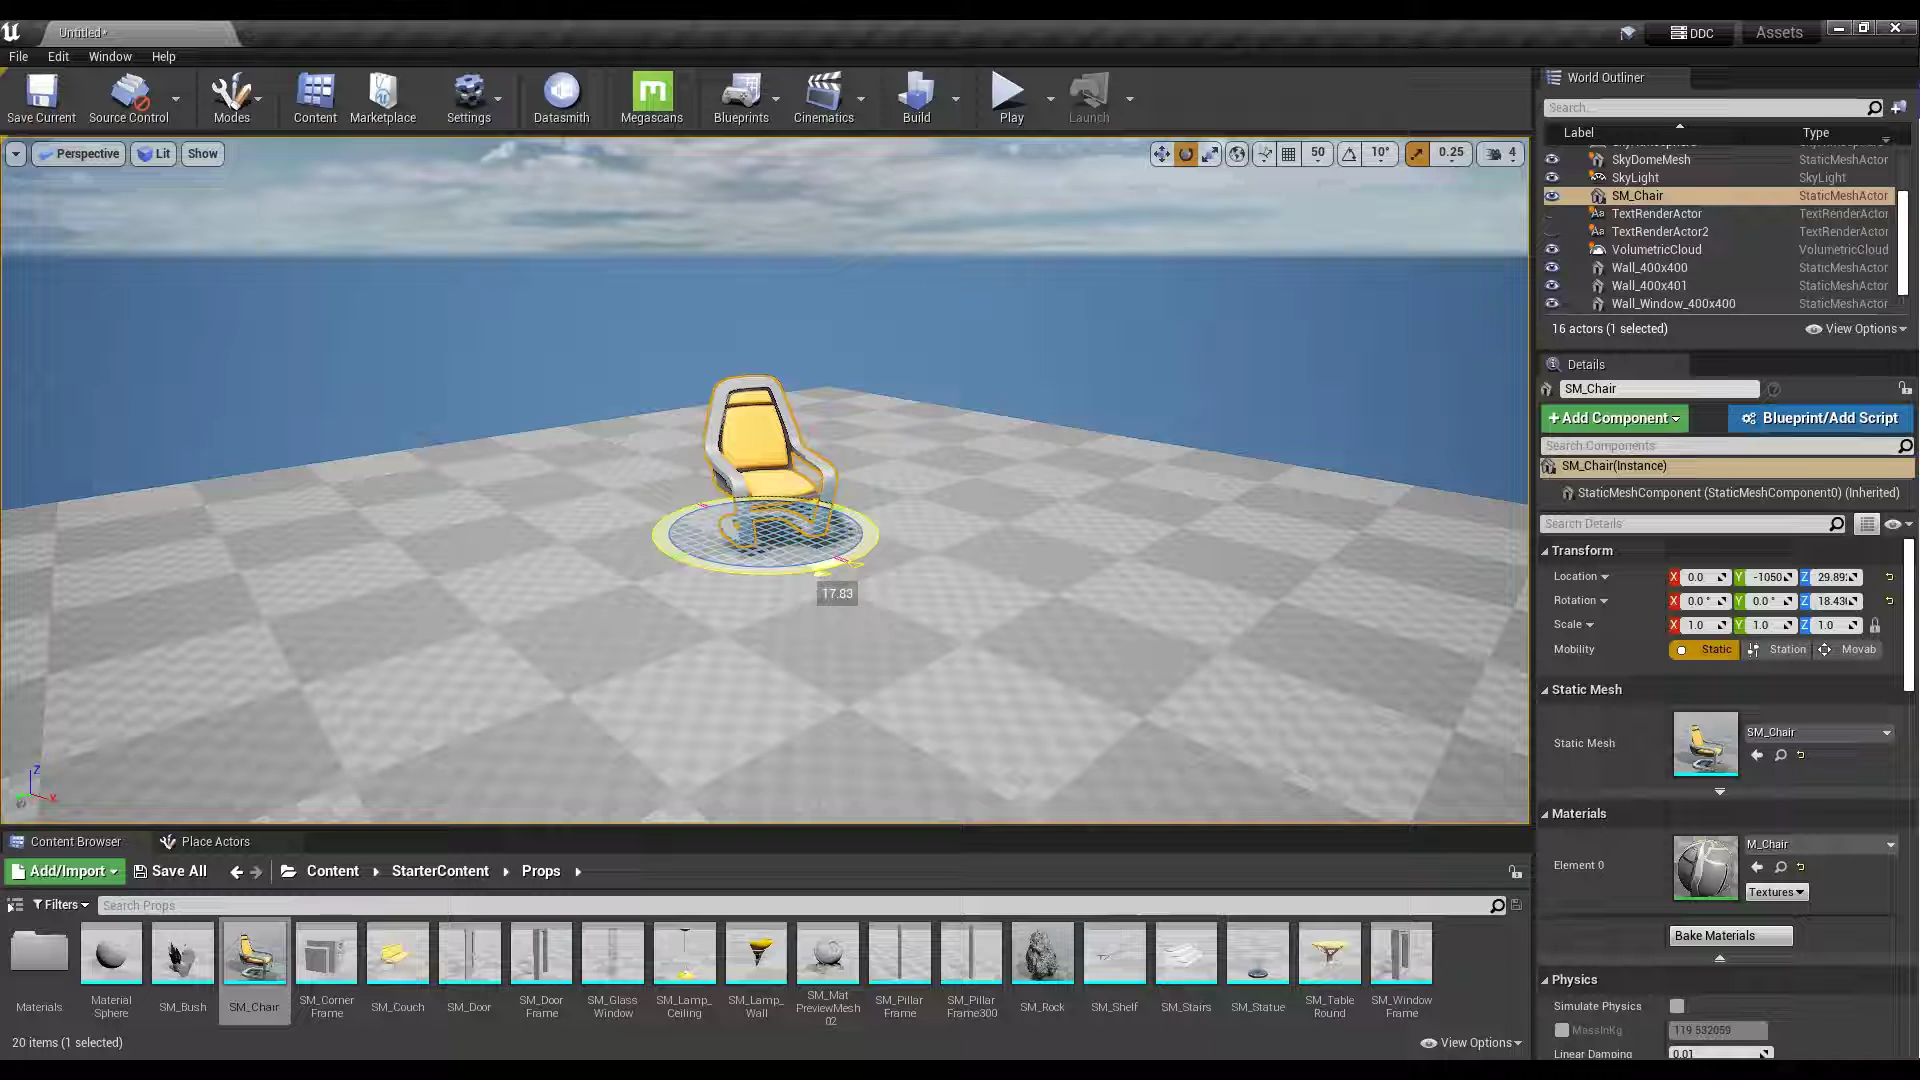 Untitled*
DDC
Assets
File
Edit
Window
Help
Save Current
Source Control
Modes
Content
Marketplace
Settings
Datasmith
Megascans
Blueprints
Cinematics
Build
Play
Launch
Perspective
Lit
Show
50
10°
0.25
4
17.83
World Outliner
Search...
Label
Type
SkyDomeMesh
StaticMeshActor
SkyLight
SkyLight
SM_Chair
StaticMeshActor
TextRenderActor
TextRenderActor
TextRenderActor2
TextRenderActor
VolumetricCloud
VolumetricCloud
Wall_400x400
StaticMeshActor
Wall_400x401
StaticMeshActor
Wall_Window_400x400
StaticMeshActor
16 actors (1 selected)
View Options
Details
SM_Chair
+Add Component
Blueprint/Add Script
Search Components
SM_Chair(Instance)
StaticMeshComponent (StaticMeshComponent0) (Inherited)
Search Details
Transform
Location
X 0.0
Y -1050
Z 29.89
Rotation
X 0.0 °
Y 0.0 °
Z 18.43
Scale
X 1.0
Y 1.0
Z 1.0
Mobility
Static
Station
Movab
Static Mesh
Static Mesh
SM_Chair
Materials
Element 0
M_Chair
Textures
Bake Materials
Physics
Simulate Physics
MassInKg
119.532059
Linear Damping
0.01
Content Browser
Place Actors
Add/Import
Save All
Content
StarterContent
Props
Filters
Search Props
Materials
Material
Sphere
SM_Bush
SM_Chair
SM_Corner
Frame
SM_Couch
SM_Door
SM_Door
Frame
SM_Glass
Window
SM_Lamp_
Ceiling
SM_Lamp_
Wall
SM_Mat
PreviewMesh
02
SM_Pillar
Frame
SM_Pillar
Frame300
SM_Rock
SM_Shelf
SM_Stairs
SM_Statue
SM_Table
Round
SM_Window
Frame
20 items (1 selected)
View Options